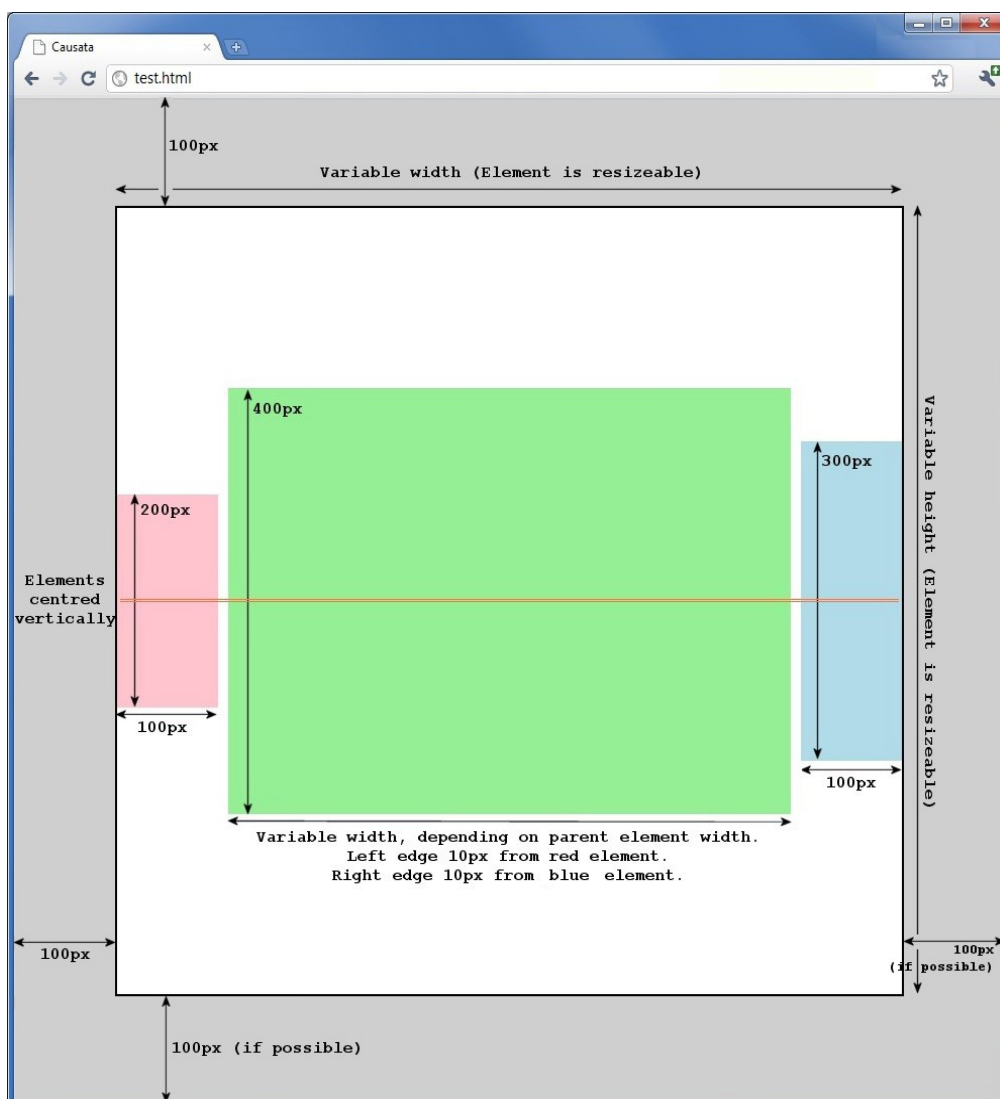 Causata
test.html
100px
Variable width (Element is resizeable)
400px
300px
200px
Variable height (Element is resizeable)
Elements
centred
vertically
100px
100px
Variable width, depending on parent element width.
Left edge 10px from red element.
Right edge 10px from blue element.
100px
100px
(if possible)
100px (if possible)